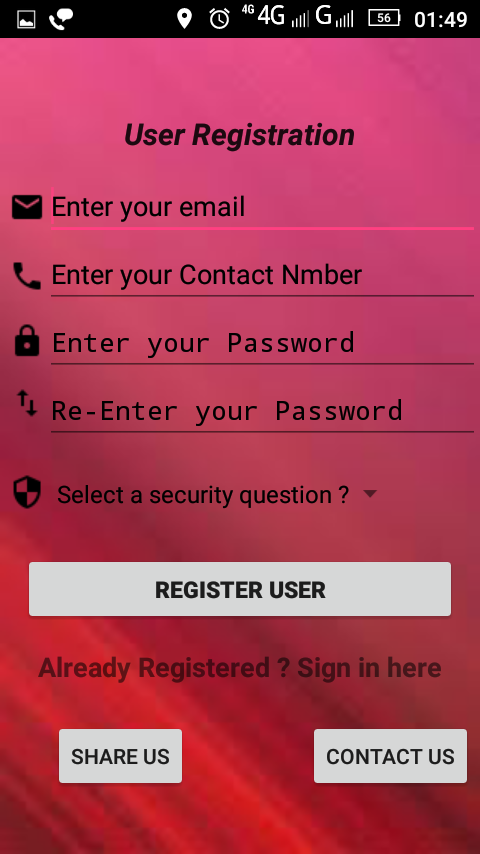 4G 4G G 56 01:49
User Registration
Enter your email
Enter your Contact Nmber
Enter your Password
Re-Enter your Password
Select a security question ?
REGISTER USER
Already Registered ? Sign in here
SHARE US CONTACT US